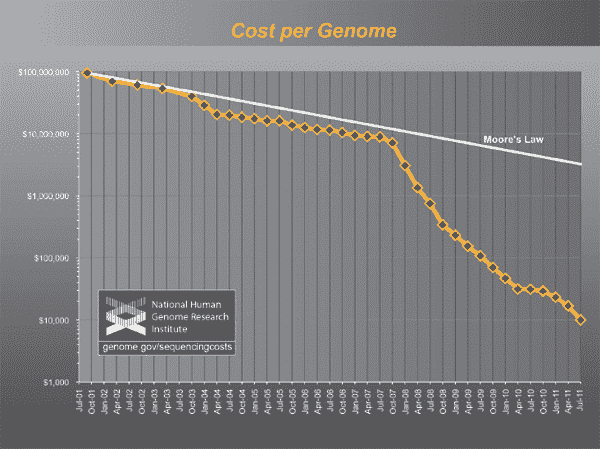 Cost per Genome
$100,000,000
$10,000,000
Moore's Law
$1,000,000
$100,000
National Human
Genome Research
Institute
genome.gov/sequencingcosts
$10,000
$1,000
Jul-01
Oct-01
Jan-02
Apr-02
Jul-02
Oct-02
Jan-03
Apr-03
Jul-03
Oct-03
Jan-04
Apr-04
Jul-04
Oct-04
Jan-05
Apr-05
Jul-05
Oct-05
Jan-06
Apr-06
Jul-06
Oct-06
Jan-07
Apr-07
Jul-07
Oct-07
Jan-08
Apr-08
Jul-08
Oct-08
Jan-09
Apr-09
Jul-09
Oct-09
Jan-10
Apr-10
Jul-10
Oct-10
Jan-11
Apr-11
Jul-11